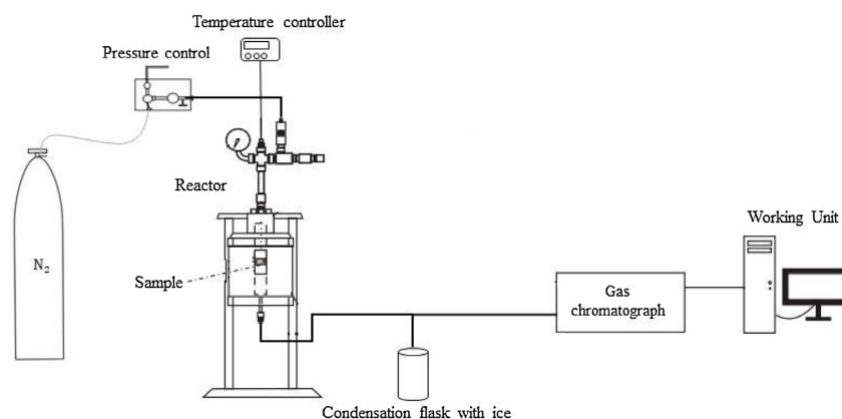 Temperature controller
Pressure control
Reactor
Working Unit
N₂
Sample
Gas
chromatograph
Condensation flask with ice